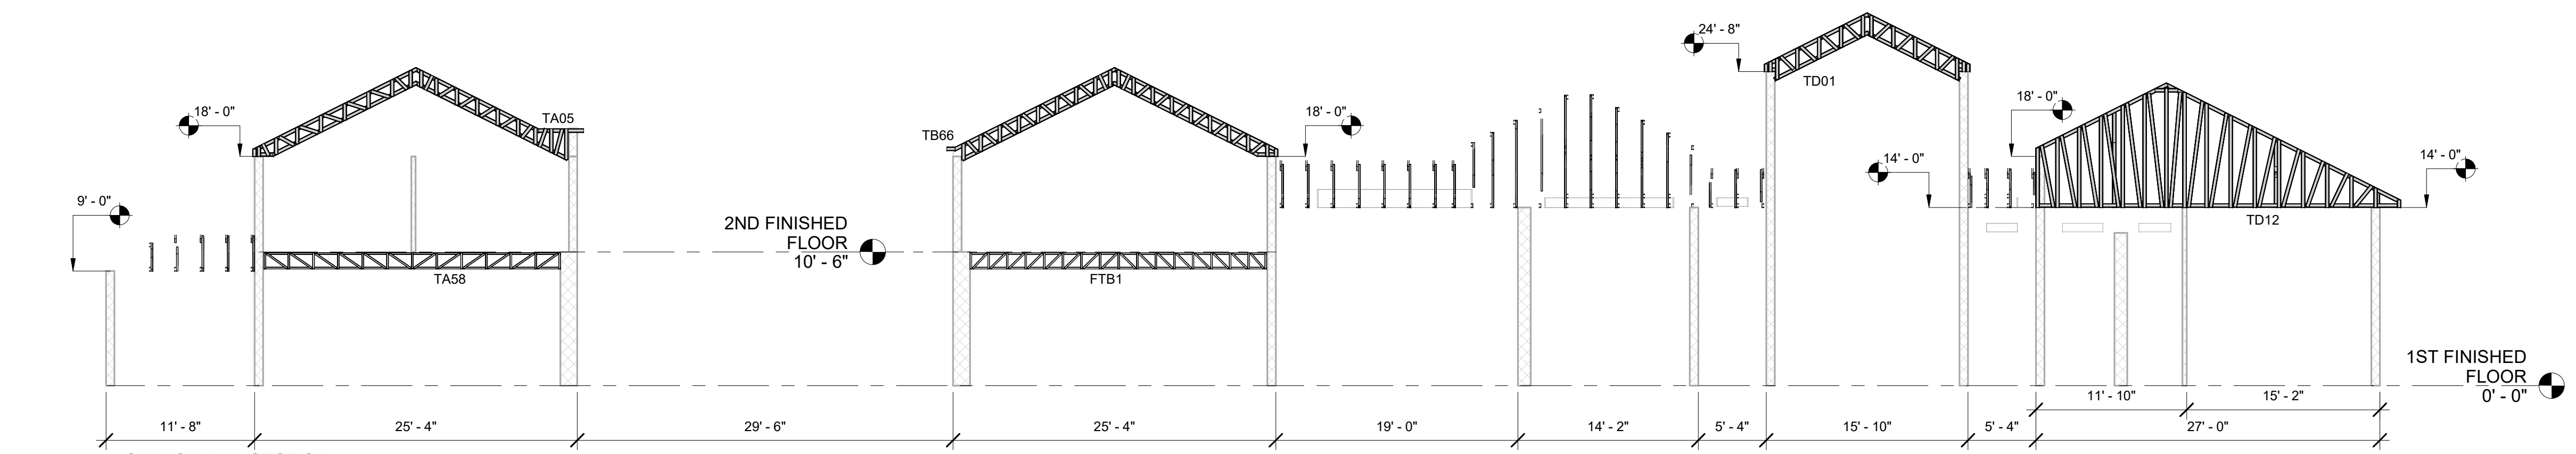 24' - 8"
TD01
TA05
18' - 0"
18' - 0"
18' - 0"
TB66
14' - 0"
14' - 0"
9' - 0"
2ND FINISHED
FLOOR
10' - 6"
TD12
TA58
FTB1
1ST FINISHED
FLOOR
0' - 0"
11' - 10"
15' - 2"
11' - 8"
25' - 4"
29' - 6"
25' - 4"
19' - 0"
14' - 2"
5' - 4"
15' - 10"
5' - 4"
27' - 0"